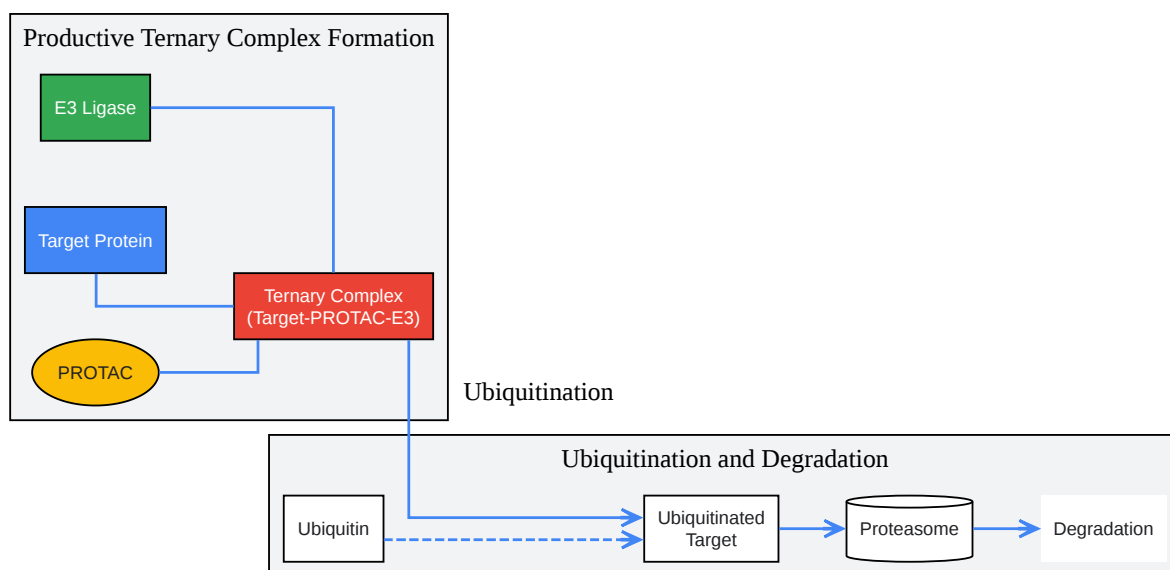 Productive Ternary Complex Formation
E3 Ligase
Target Protein
Ternary Complex
(Target-PROTAC-E3)
PROTAC
Ubiquitination
Ubiquitination and Degradation
Ubiquitin
Ubiquitinated
Target
Proteasome
Degradation